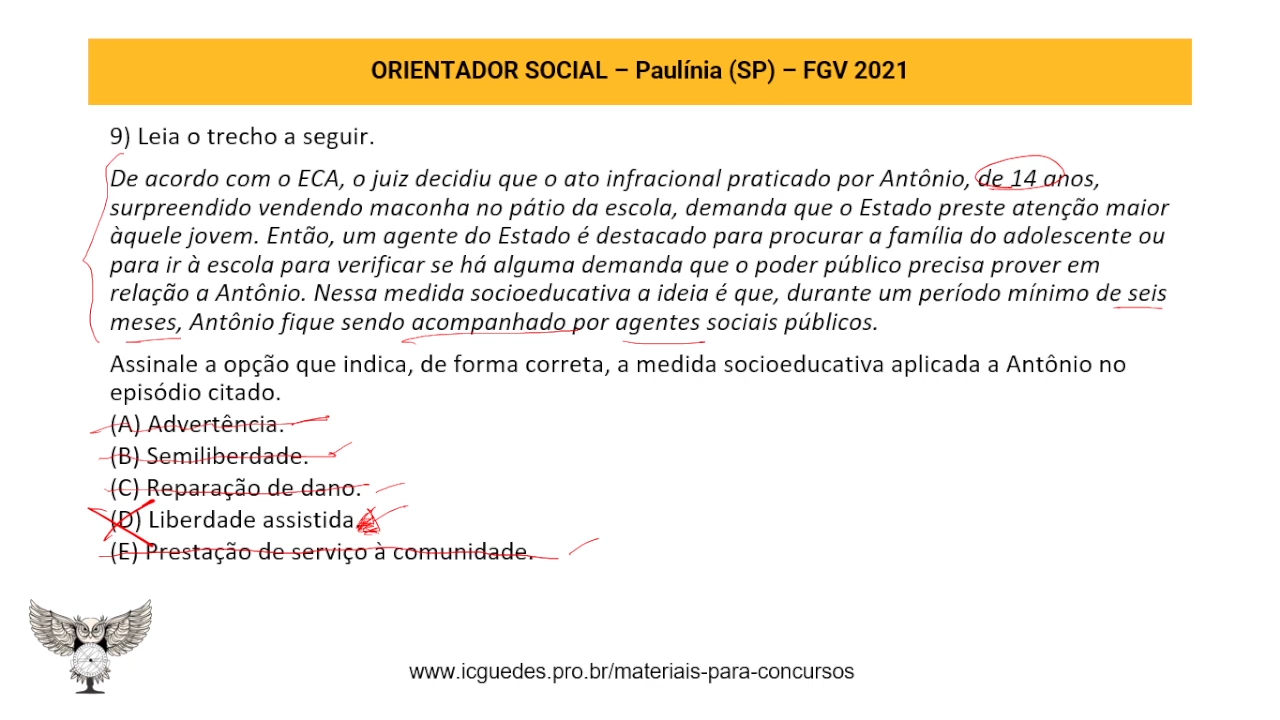 ORIENTADOR SOCIAL – Paulínia (SP) – FGV 2021
9) Leia o trecho a seguir.
De acordo com o ECA, o juiz decidiu que o ato infracional praticado por Antônio, de 14 anos,
surpreendido vendendo maconha no pátio da escola, demanda que o Estado preste atenção maior
àquele jovem. Então, um agente do Estado é destacado para procurar a família do adolescente ou
para ir à escola para verificar se há alguma demanda que o poder público precisa prover em
relação a Antônio. Nessa medida socioeducativa a ideia é que, durante um período mínimo de seis
meses, Antônio fique sendo acompanhado por agentes sociais públicos.
Assinale a opção que indica, de forma correta, a medida socioeducativa aplicada a Antônio no
episódio citado.
(A) Advertência.
(B) Semiliberdade.
(C) Reparação de dano.
(D) Liberdade assistida
(E) Prestação de serviço à comunidade.
www.icguedes.pro.br/materiais-para-concursos